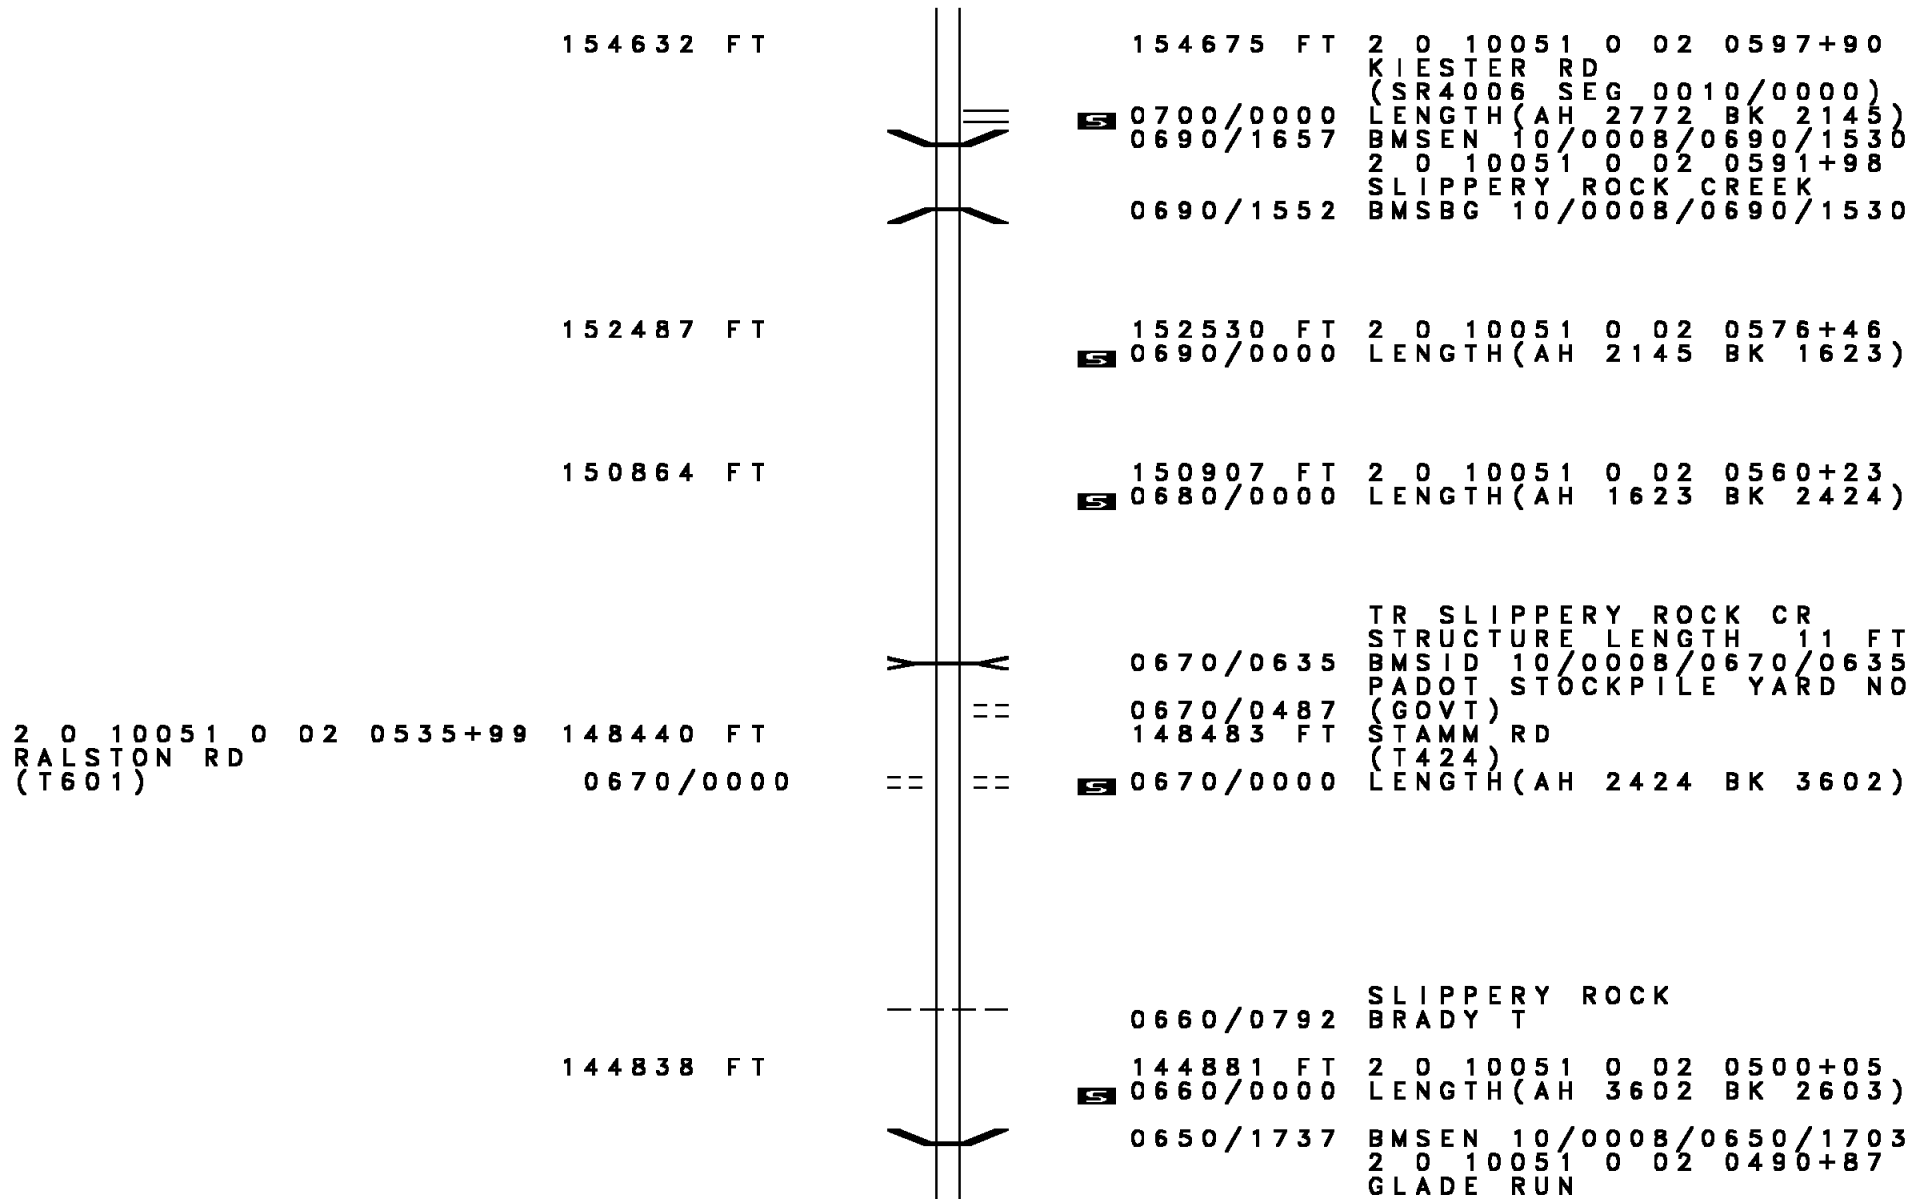 154632 FT 154675 FT 2 0 10051 0 02 0597+90
KIESTER RD
(SR4006 SEG 0010/0000)
S 0700/0000 LENGTH(AH 2772 BK 2145)
0690/1657 BMSEN 10/0008/0690/1530
2 0 10051 0 02 0591+98
SLIPPERY ROCK CREEK
0690/1552 BMSBG 10/0008/0690/1530
152487 FT 152530 FT 2 0 10051 0 02 0576+46
S 0690/0000 LENGTH(AH 2145 BK 1623)
150864 FT 150907 FT 2 0 10051 0 02 0560+23
S 0680/0000 LENGTH(AH 1623 BK 2424)
TR SLIPPERY ROCK CR
STRUCTURE LENGTH 11 FT
0670/0635 BMSID 10/0008/0670/0635
PADOT STOCKPILE YARD NO
0670/0487 (GOVT)
2 0 10051 0 02 0535+99 148440 FT 148483 FT STAMM RD
RALSTON RD (T424)
(T601) 0670/0000 S 0670/0000 LENGTH(AH 2424 BK 3602)
SLIPPERY ROCK
0660/0792 BRADY T
144838 FT 144881 FT 2 0 10051 0 02 0500+05
S 0660/0000 LENGTH(AH 3602 BK 2603)
0650/1737 BMSEN 10/0008/0650/1703
2 0 10051 0 02 0490+87
GLADE RUN